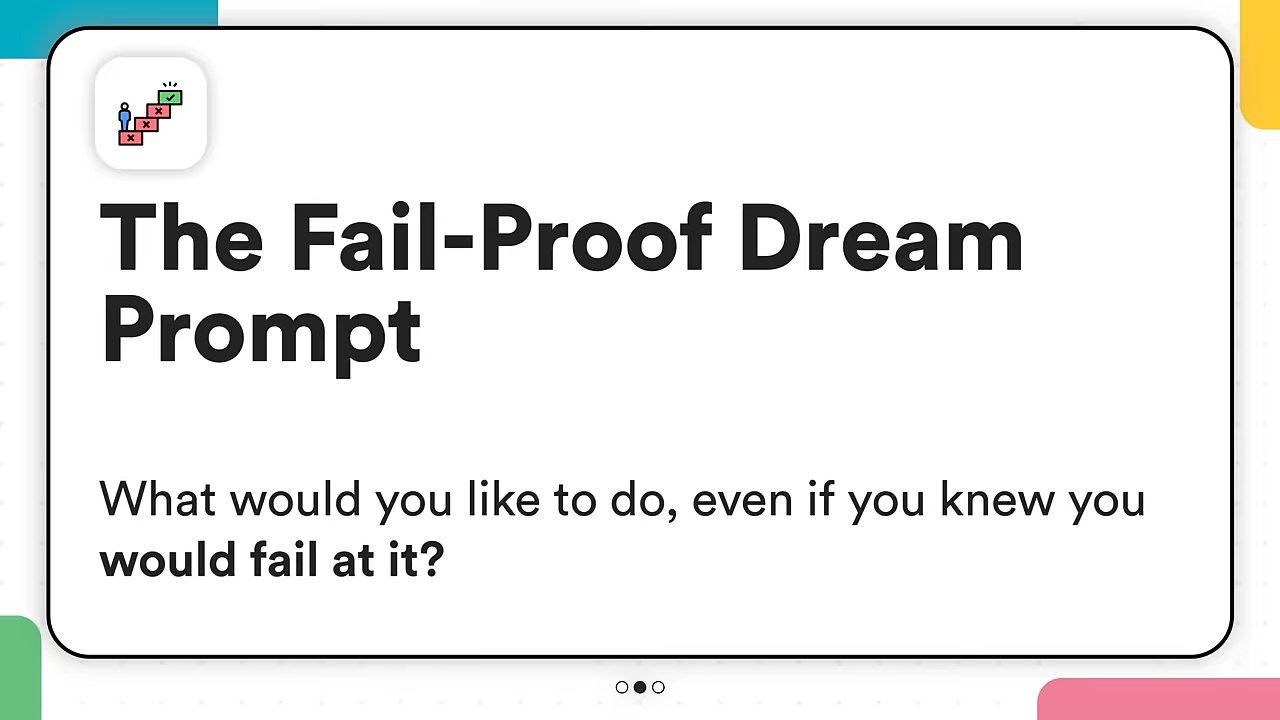 The Fail-Proof Dream
Prompt
What would you like to do, even if you knew you
would fail at it?